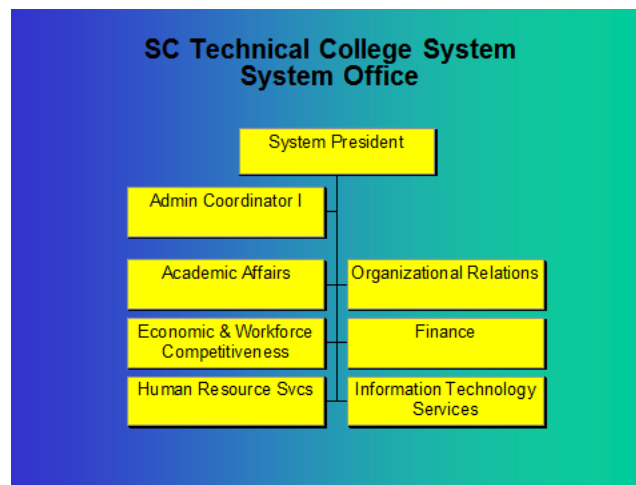 SC Technical College System
System Office
System President
Admin Coordinator I
Academic Affairs
Organizational Relations
Economic & Workforce
Competitiveness
Finance
Human Resource Svcs
Information Technology
Services